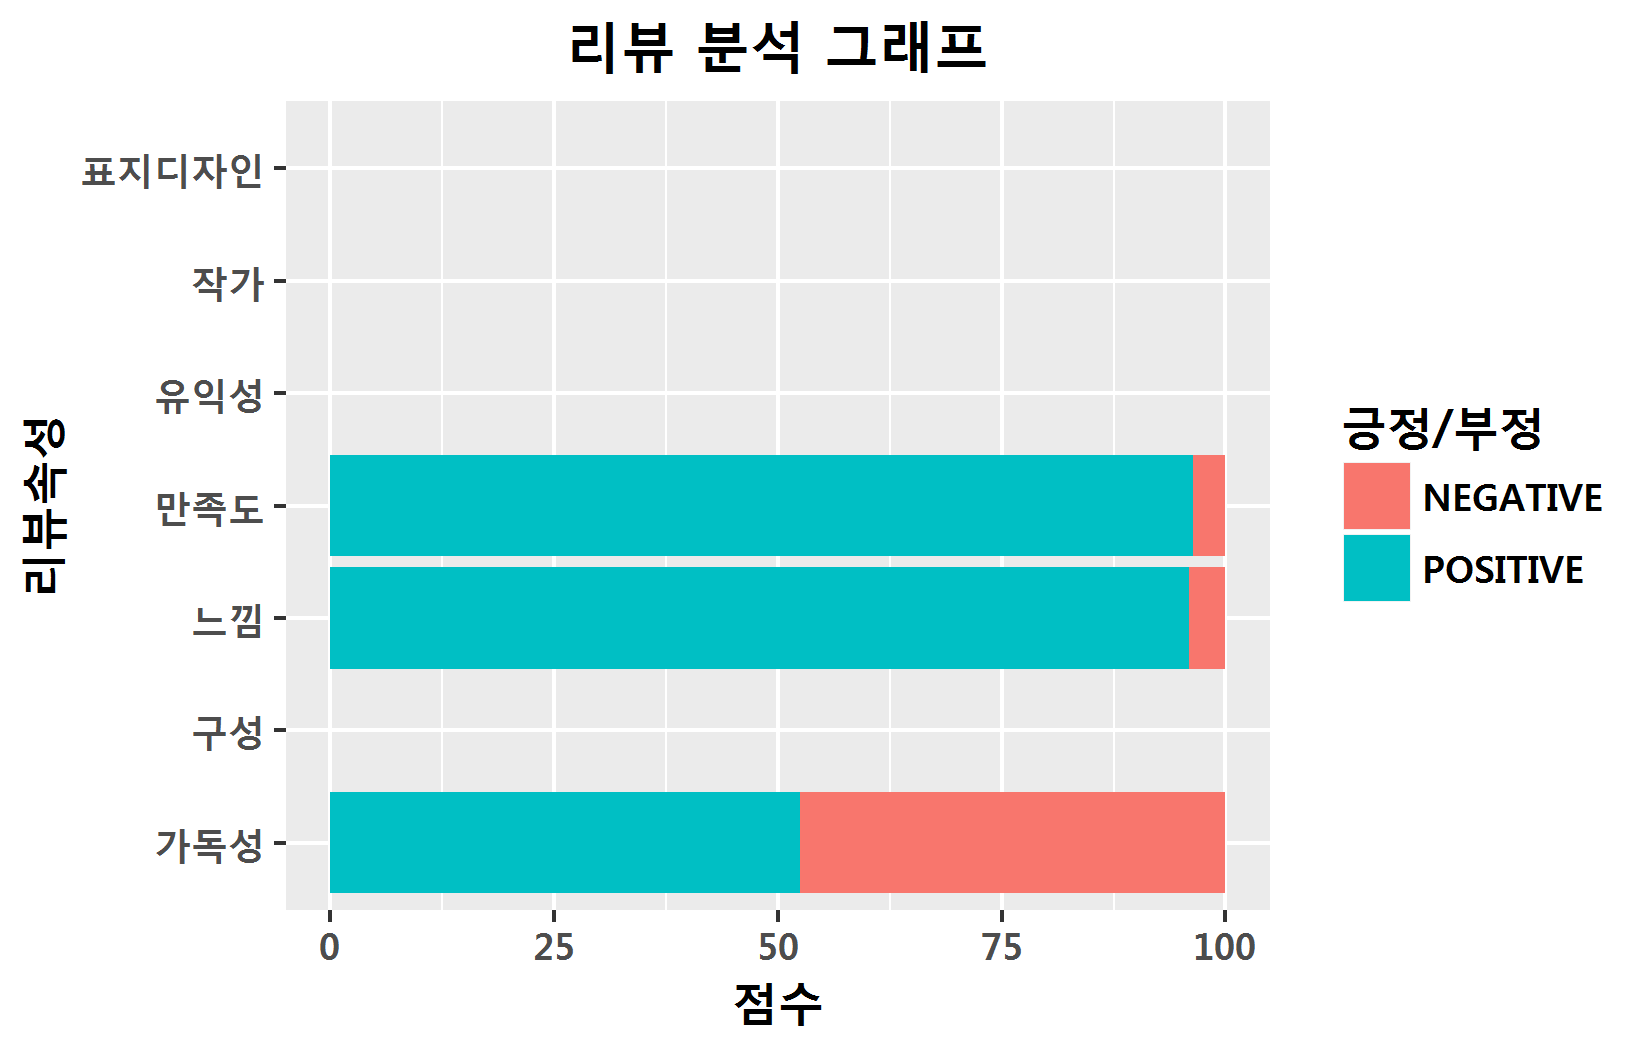 리뷰 분석 그래프
표지디자인
작가
유익성
만족도
느낌
구성
가독성
리뷰속성
0 25 50 75 100
점수
긍정/부정
NEGATIVE
POSITIVE